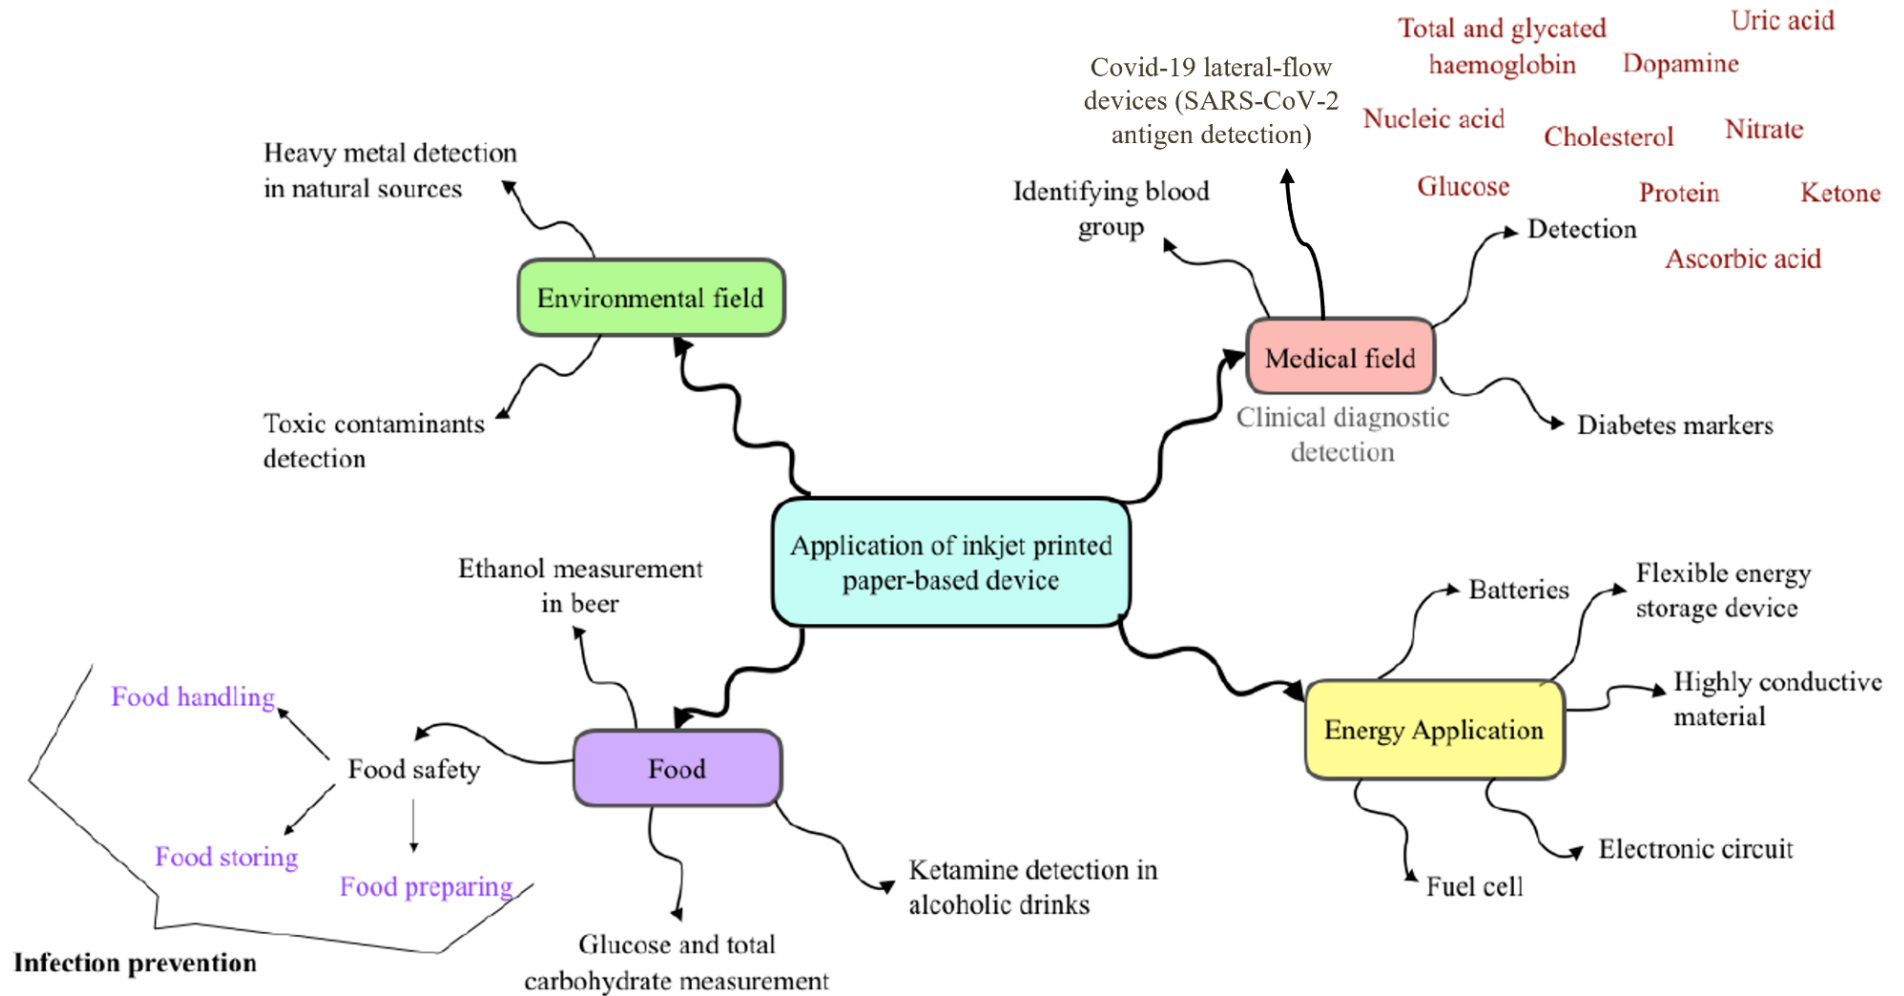 Total and glycated
haemoglobin
Uric acid
Dopamine
Covid-19 lateral-flow
devices (SARS-CoV-2
antigen detection)
Nucleic acid
Cholesterol
Nitrate
Glucose
Protein
Ketone
Identifying blood
group
Detection
Ascorbic acid
Heavy metal detection
in natural sources
Environmental field
Medical field
Clinical diagnostic
detection
Diabetes markers
Toxic contaminants
detection
Application of inkjet printed
paper-based device
Ethanol measurement
in beer
Batteries
Flexible energy
storage device
Highly conductive
material
Energy Application
Electronic circuit
Fuel cell
Food handling
Food safety
Food
Food storing
Food preparing
Ketamine detection in
alcoholic drinks
Glucose and total
carbohydrate measurement
Infection prevention